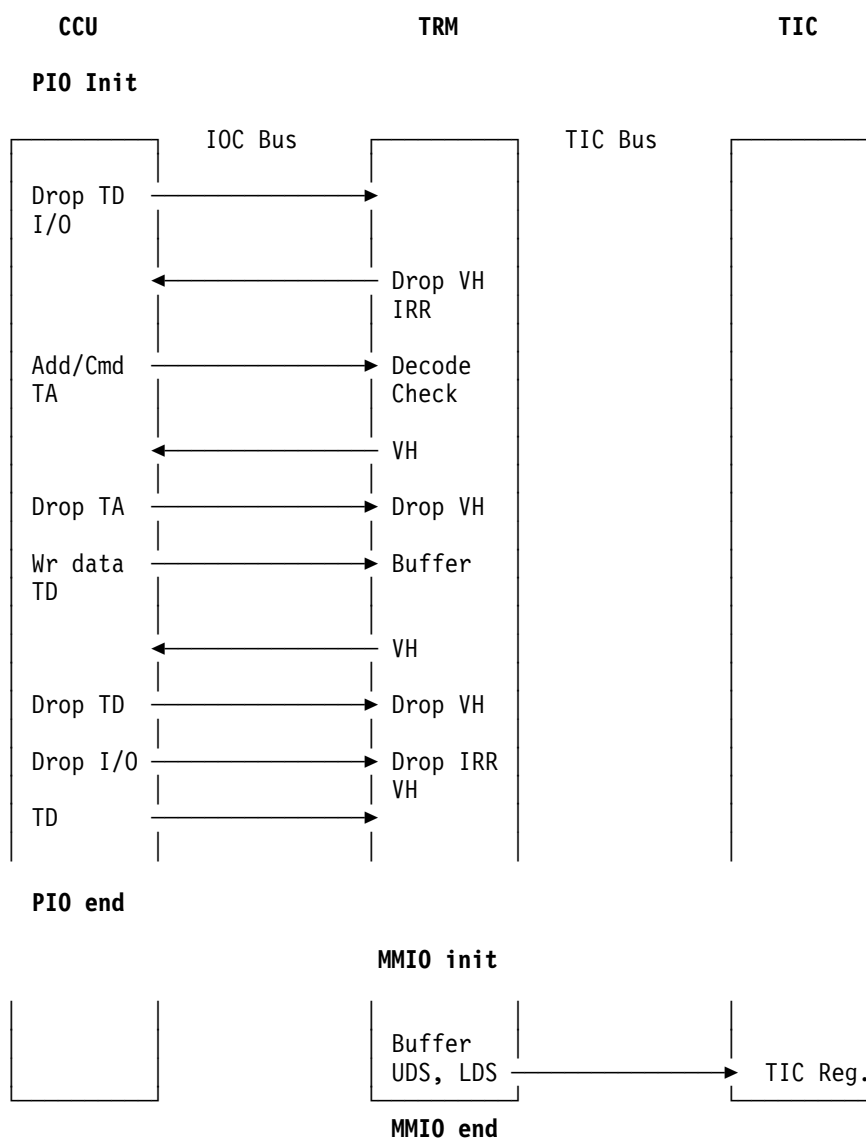 CCU TRM TIC
PIO Init
IOC Bus TIC Bus
Drop TD
I/O
Drop VH
IRR
Add/Cmd Decode
TA Check
VH
Drop TA Drop VH
Wr data Buffer
TD
VH
Drop TD Drop VH
Drop I/O Drop IRR
VH
TD
PIO end
MMIO init
Buffer
UDS, LDS TIC Reg.
MMIO end